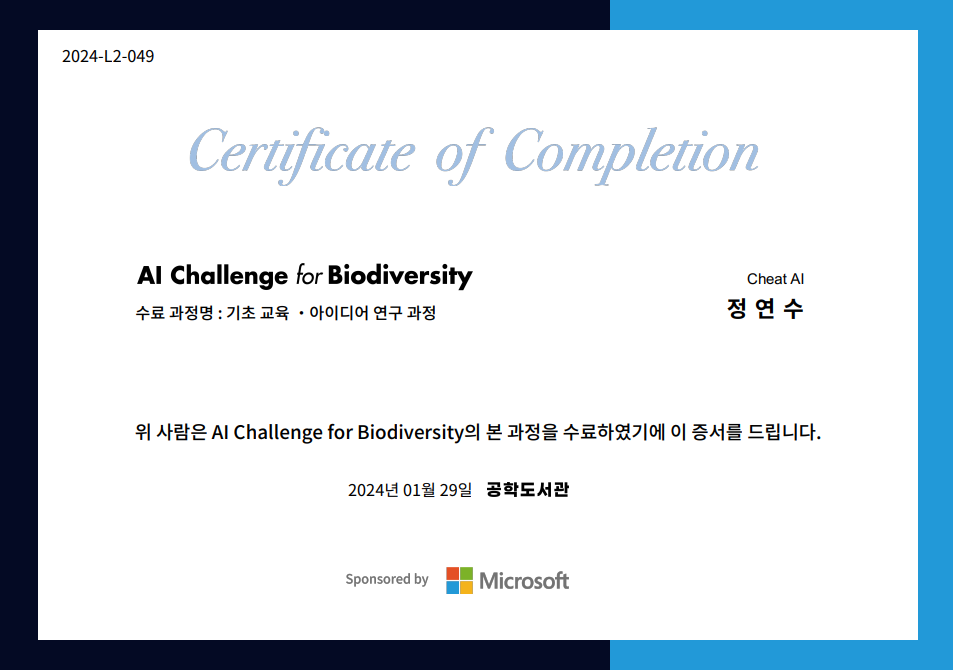 2024-L2-049
Certificate of Completion
AI Challenge for Biodiversity
수료 과정명 : 기초 교육 ・아이디어 연구 과정
Cheat AI
정 연 수
위 사람은 AI Challenge for Biodiversity의 본 과정을 수료하였기에 이 증서를 드립니다.
2024년 01월 29일 공학도서관
Sponsored by Microsoft